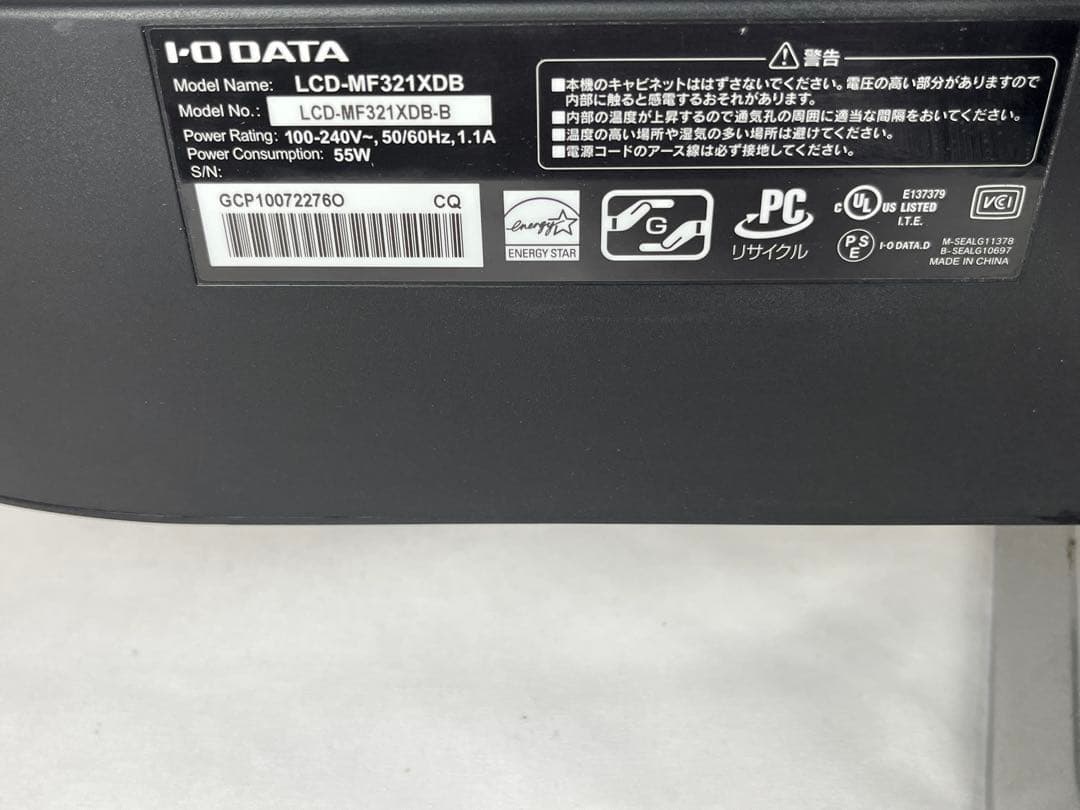 I-O DATA
Model Name: LCD-MF321XDB
Model No.: LCD-MF321XDB-B
Power Rating: 100-240V~, 50/60Hz, 1.1A
Power Consumption: 55W
S/N:
GCP10072276O CQ
⚠警告
■本機のキャビネットははずさないでください。電圧の高い部分がありますので
内部に触ると感電するおそれがあります。
■内部の温度が上昇するので通気孔の周囲に適当な間隔をおいてください。
■温度の高い場所や湿気の多い場所は避けてください。
■電源コードのアース線は必ず接地してください。
energy
ENERGY STAR
G
PC
リサイクル
C UL US LISTED
E137379
I.T.E.
VCCI
PSE I-O DATA.D
M-SEALG11378
B-SEALG10697
MADE IN CHINA